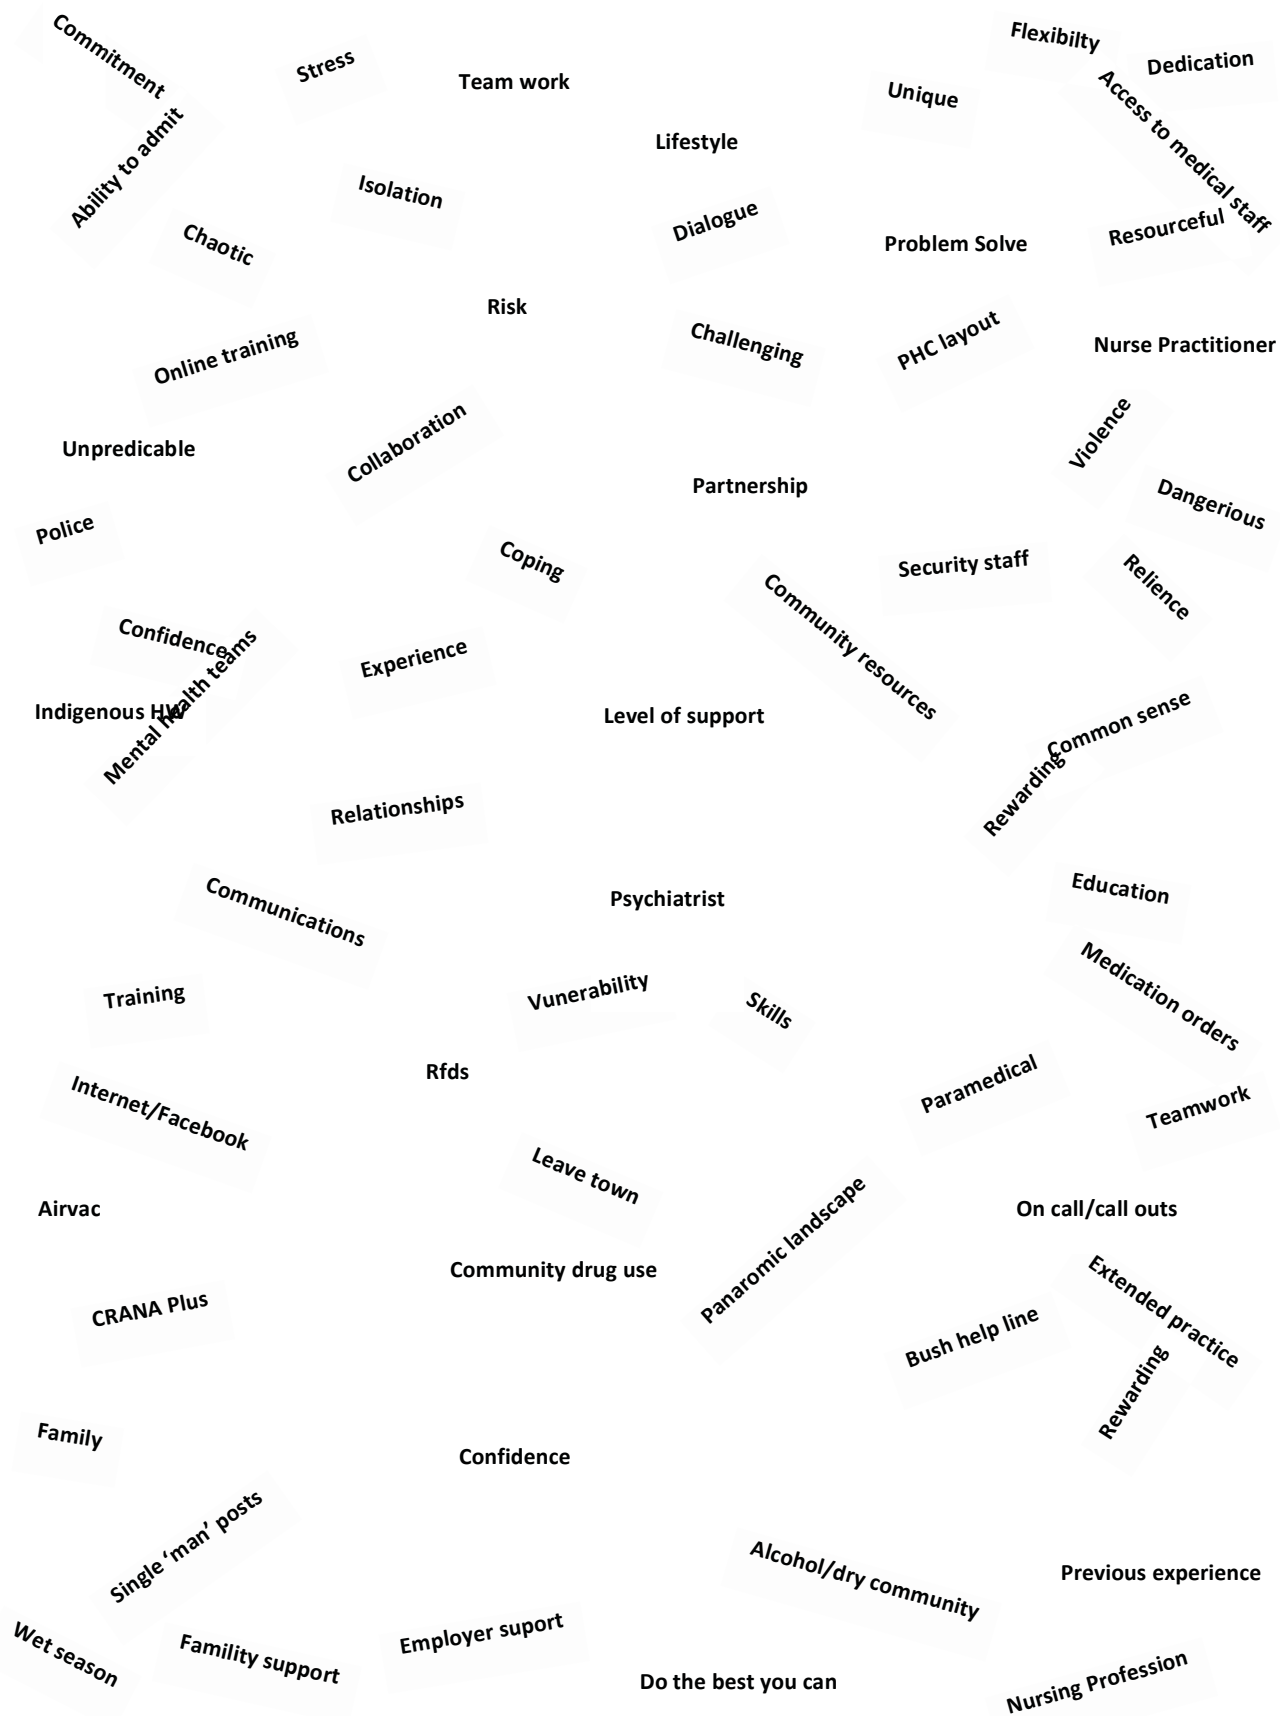 Commitment
Stress
Team work
Flexibilty
Dedication
Unique
Access to medical staff
Lifestyle
Ability to admit
Isolation
Dialogue
Chaotic
Problem Solve
Resourceful
Risk
Online training
Challenging
PHC layout
Nurse Practitioner
Unpredicable
Collaboration
Violence
Partnership
Dangerious
Police
Coping
Security staff
Relience
Community resources
Confidence
Mental health teams
Experience
Indigenous HW
Level of support
Common sense
Rewarding
Relationships
Communications
Psychiatrist
Education
Training
Vunerability
Skills
Medication orders
Rfds
Internet/Facebook
Paramedical
Teamwork
Leave town
Airvac
Panaromic landscape
On call/call outs
Community drug use
CRANA Plus
Extended practice
Bush help line
Rewarding
Family
Confidence
Single ‘man’ posts
Alcohol/dry community
Previous experience
Wet season
Famility support
Employer suport
Do the best you can
Nursing Profession